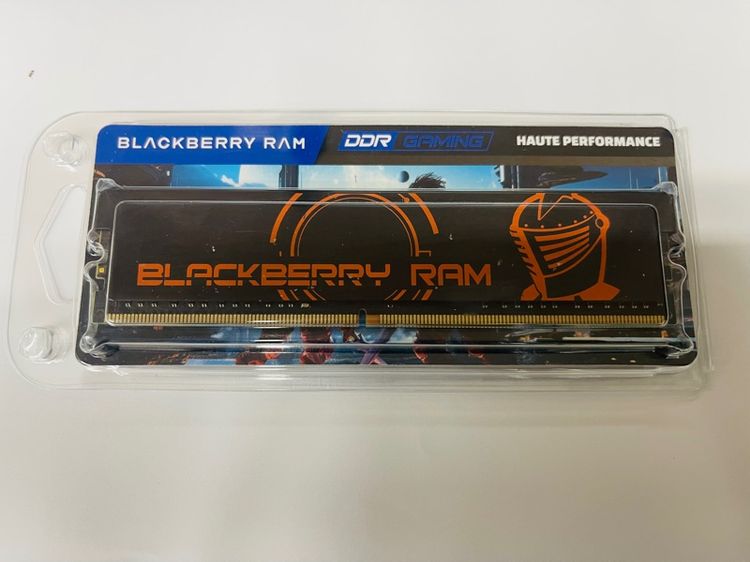 BLACKBERRY RAM
DDR GAMING
HAUTE PERFORMANCE
BLACKBERRY RAM